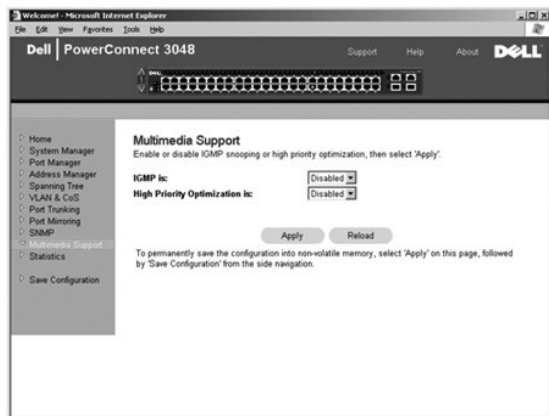 Welcome! - Microsoft Internet Explorer
File Edit View Favorites Tools Help
Dell | PowerConnect 3048
Support Help About DELL
Home
System Manager
Port Manager
Address Manager
Spanning Tree
VLAN & CoS
Port Trunking
Port Mirroring
SNMP
Multimedia Support
Statistics
Save Configuration
Multimedia Support
Enable or disable IGMP snooping or high priority optimization, then select 'Apply'.
IGMP is: Disabled
High Priority Optimization is: Disabled
Apply Reload
To permanently save the configuration into non-volatile memory, select 'Apply' on this page, followed
by 'Save Configuration' from the side navigation.